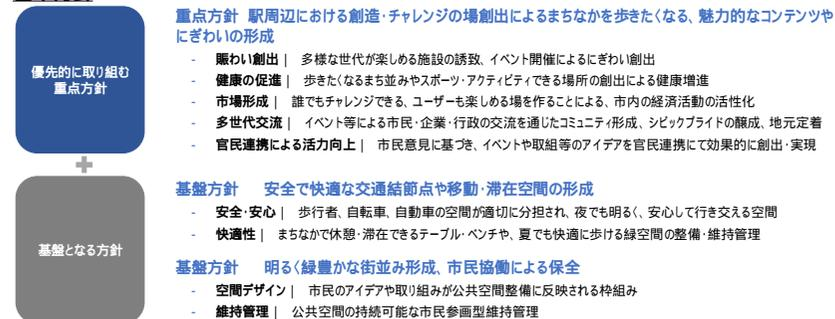 重点方針 駅周辺における創造・チャレンジの場創出によるまちなかを歩きたくなる、魅力的なコンテンツや
にぎわいの形成
優先的に取り組む
重点方針
- 賑わい創出| 多様な世代が楽しめる施設の誘致、イベント開催によるにぎわい創出
- 健康の促進| 歩きたくなるまち並みやスポーツ・アクティビティできる場所の創出による健康増進
- 市場形成| 誰でもチャレンジできる、ユーザーも楽しめる場を作ることによる、市内の経済活動の活性化
- 多世代交流| イベント等による市民・企業・行政の交流を通じたコミュニティ形成、シビックプライドの醸成、地元定着
- 官民連携による活力向上| 市民意見に基づき、イベントや取組等のアイデアを官民連携にて効果的に創出・実現
基盤となる方針
基盤方針 安全で快適な交通結節点や移動・滞在空間の形成
- 安全・安心| 歩行者、自転車、自動車の空間が適切に分担され、夜でも明るく、安心して行き交える空間
- 快適性| まちなかで休憩・滞在できるテーブル・ベンチや、夏でも快適に歩ける緑空間の整備・維持管理
基盤方針 明るく緑豊かな街並み形成、市民協働による保全
- 空間デザイン| 市民のアイデアや取り組みが公共空間整備に反映される枠組み
- 維持管理| 公共空間の持続可能な市民参画型維持管理